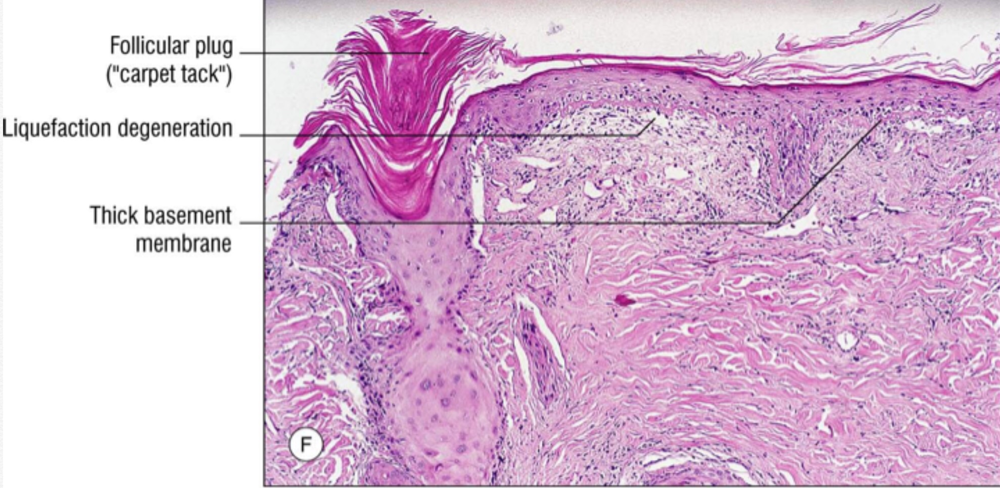 Follicular plug
("carpet tack")
Liquefaction degeneration
Thick basement
membrane
F